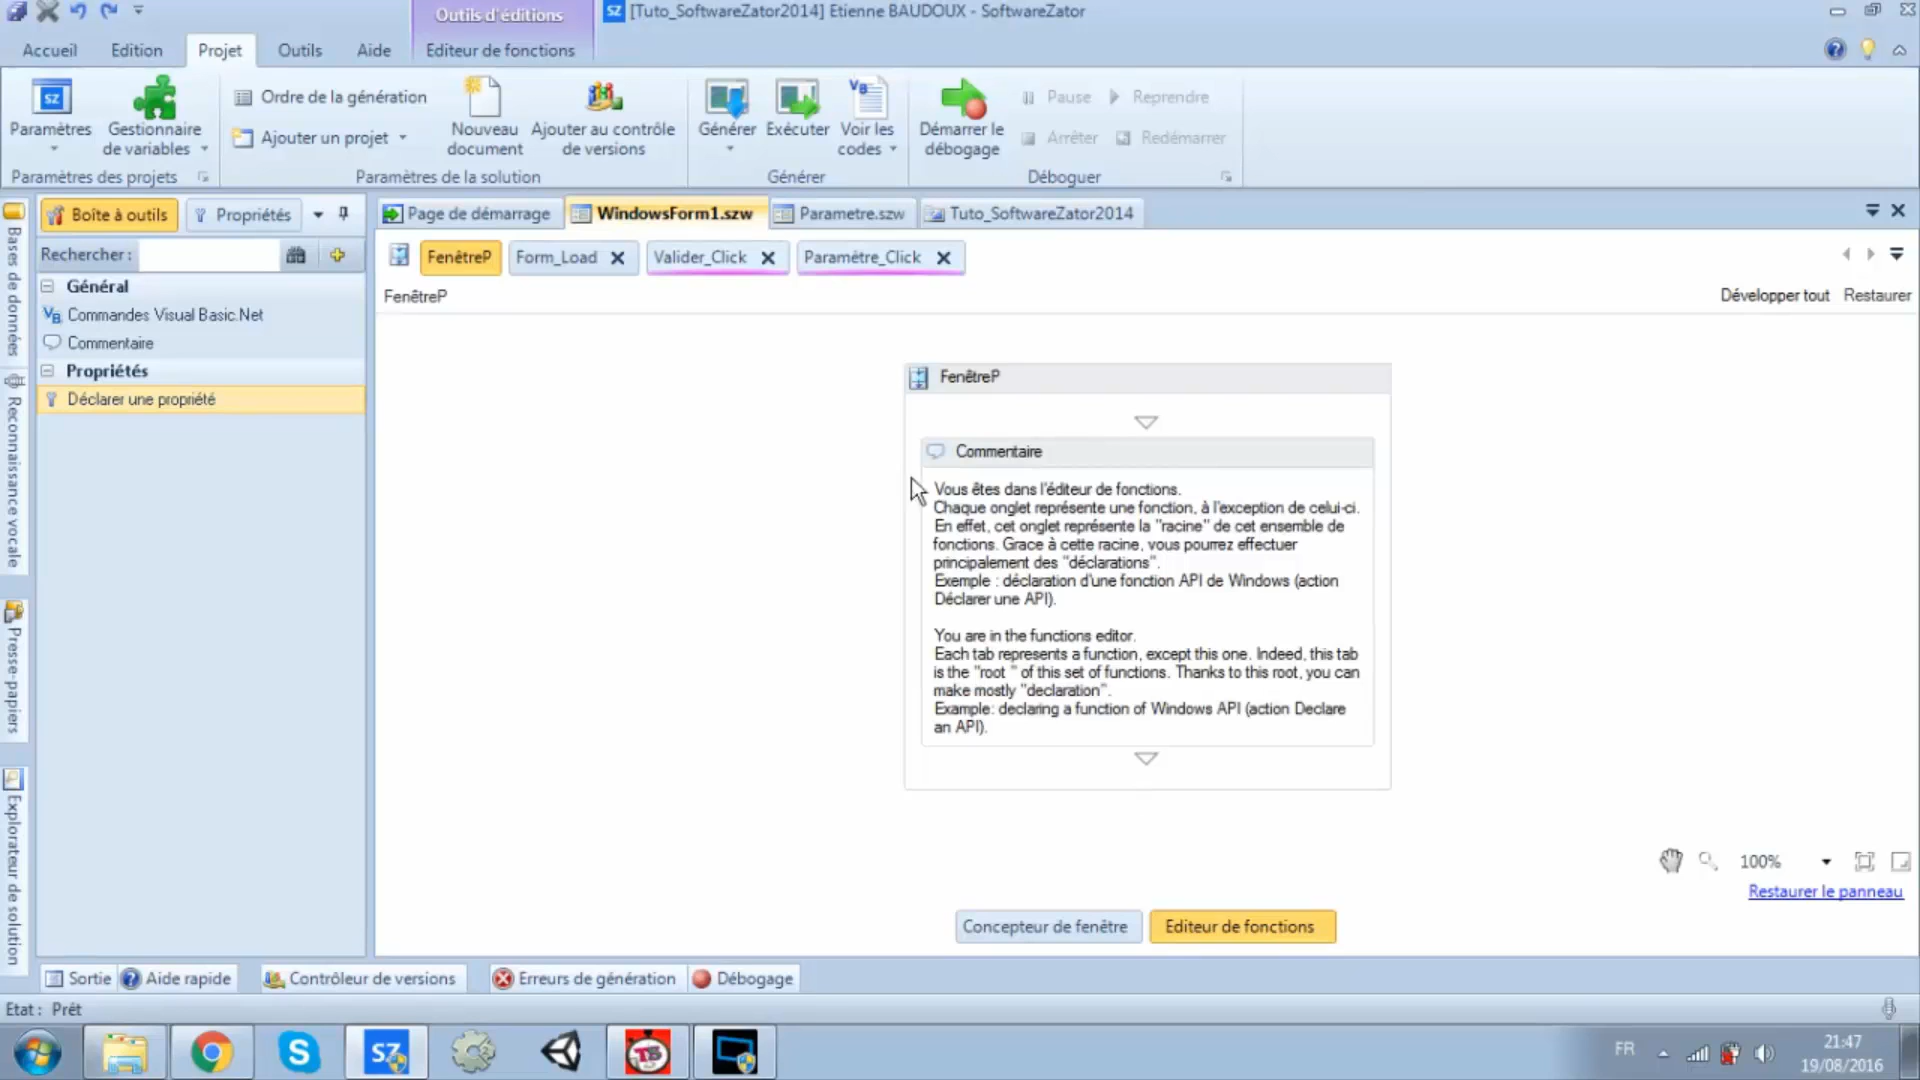 Outils d'éditions
SZ [Tuto_SoftwareZator2014] Etienne BAUDOUX - SoftwareZator
Accueil Edition Projet Outils Aide Editeur de fonctions
Paramètres
Gestionnaire de variables
Paramètres des projets
Ordre de la génération
Ajouter un projet
Nouveau document
Ajouter au contrôle de versions
Paramètres de la solution
Générer
Exécuter
Voir les codes
Générer
Démarrer le débogage
Pause
Reprendre
Arrêter
Redémarrer
Déboguer
Boîte à outils Propriétés
Page de démarrage WindowsForm1.szw Parametre.szw Tuto_SoftwareZator2014
Rechercher :
FenêtreP Form_Load Valider_Click Paramètre_Click
FenêtreP
Développer tout Restaurer
Bases de données
Reconnaissance vocale
Presse-papiers
Explorateur de solution
Général
Commandes Visual Basic.Net
Commentaire
Propriétés
Déclarer une propriété
FenêtreP
Commentaire
Vous êtes dans l'éditeur de fonctions.
Chaque onglet représente une fonction, à l'exception de celui-ci.
En effet, cet onglet représente la "racine" de cet ensemble de
fonctions. Grace à cette racine, vous pourrez effectuer
principalement des "déclarations".
Exemple : déclaration d'une fonction API de Windows (action
Déclarer une API).
You are in the functions editor.
Each tab represents a function, except this one. Indeed, this tab
is the "root " of this set of functions. Thanks to this root, you can
make mostly "declaration".
Example: declaring a function of Windows API (action Declare
an API).
100%
Restaurer le panneau
Concepteur de fenêtre Editeur de fonctions
Sortie Aide rapide Contrôleur de versions Erreurs de génération Débogage
Etat : Prêt
FR
21:47
19/08/2016